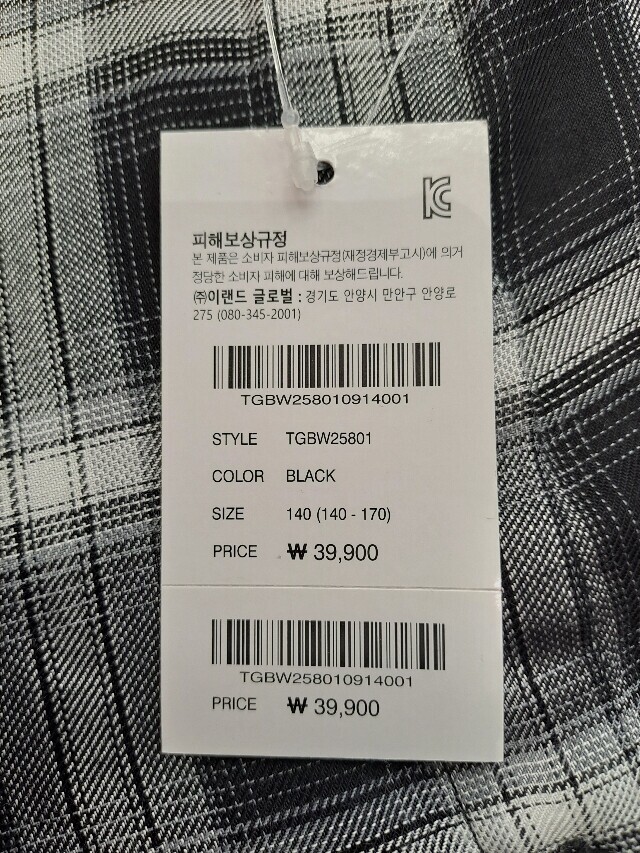 피해보상규정
본 제품은 소비자 피해보상규정(재정경제부고시)에 의거
정당한 소비자 피해에 대해 보상해드립니다.
㈜이랜드 글로벌 : 경기도 안양시 만안구 안양로
275 (080-345-2001)
TGBW258010914001
STYLE TGBW25801
COLOR BLACK
SIZE 140 (140 - 170)
PRICE ₩ 39,900
TGBW258010914001
PRICE ₩ 39,900